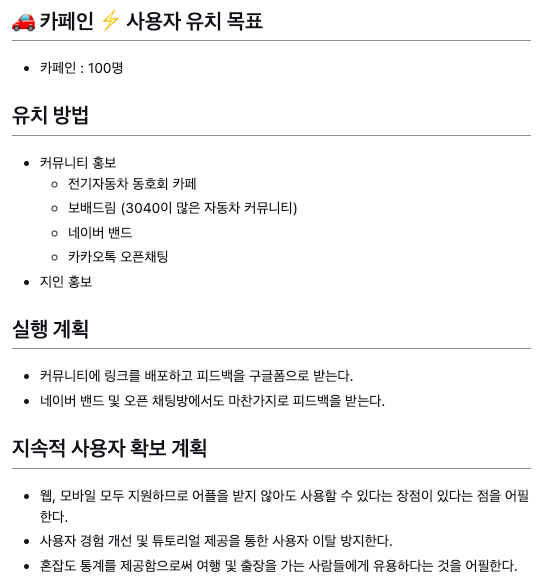 🚗 카페인 ⚡ 사용자 유치 목표
• 카페인 : 100명
유치 방법
• 커뮤니티 홍보
◦ 전기자동차 동호회 카페
◦ 보배드림 (3040이 많은 자동차 커뮤니티)
◦ 네이버 밴드
◦ 카카오톡 오픈채팅
• 지인 홍보
실행 계획
• 커뮤니티에 링크를 배포하고 피드백을 구글폼으로 받는다.
• 네이버 밴드 및 오픈 채팅방에서도 마찬가지로 피드백을 받는다.
지속적 사용자 확보 계획
• 웹, 모바일 모두 지원하므로 어플을 받지 않아도 사용할 수 있다는 장점이 있다는 점을 어필
한다.
• 사용자 경험 개선 및 튜토리얼 제공을 통한 사용자 이탈 방지한다.
• 혼잡도 통계를 제공함으로써 여행 및 출장을 가는 사람들에게 유용하다는 것을 어필한다.